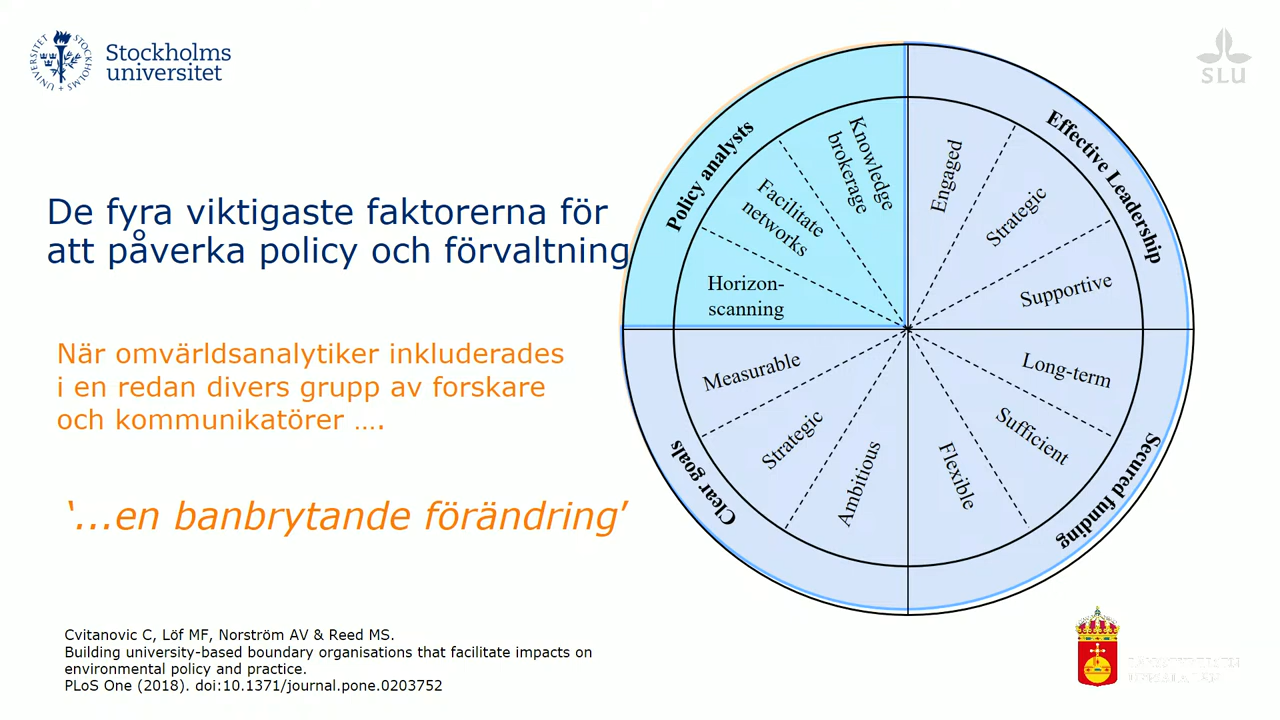 Stockholms
universitet
SLU
De fyra viktigaste faktorerna för
att påverka policy och förvaltning
När omvärldsanalytiker inkluderades
i en redan divers grupp av forskare
och kommunikatörer ….
‘...en banbrytande förändring’
Policy analysts
Knowledge
brokerage
Facilitate
networks
Horizon-
scanning
Effective Leadership
Engaged
Strategic
Supportive
Secured funding
Long-term
Sufficient
Flexible
Clear goals
Measurable
Strategic
Ambitious
Cvitanovic C, Löf MF, Norström AV & Reed MS.
Building university-based boundary organisations that facilitate impacts on
environmental policy and practice.
PLoS One (2018). doi:10.1371/journal.pone.0203752